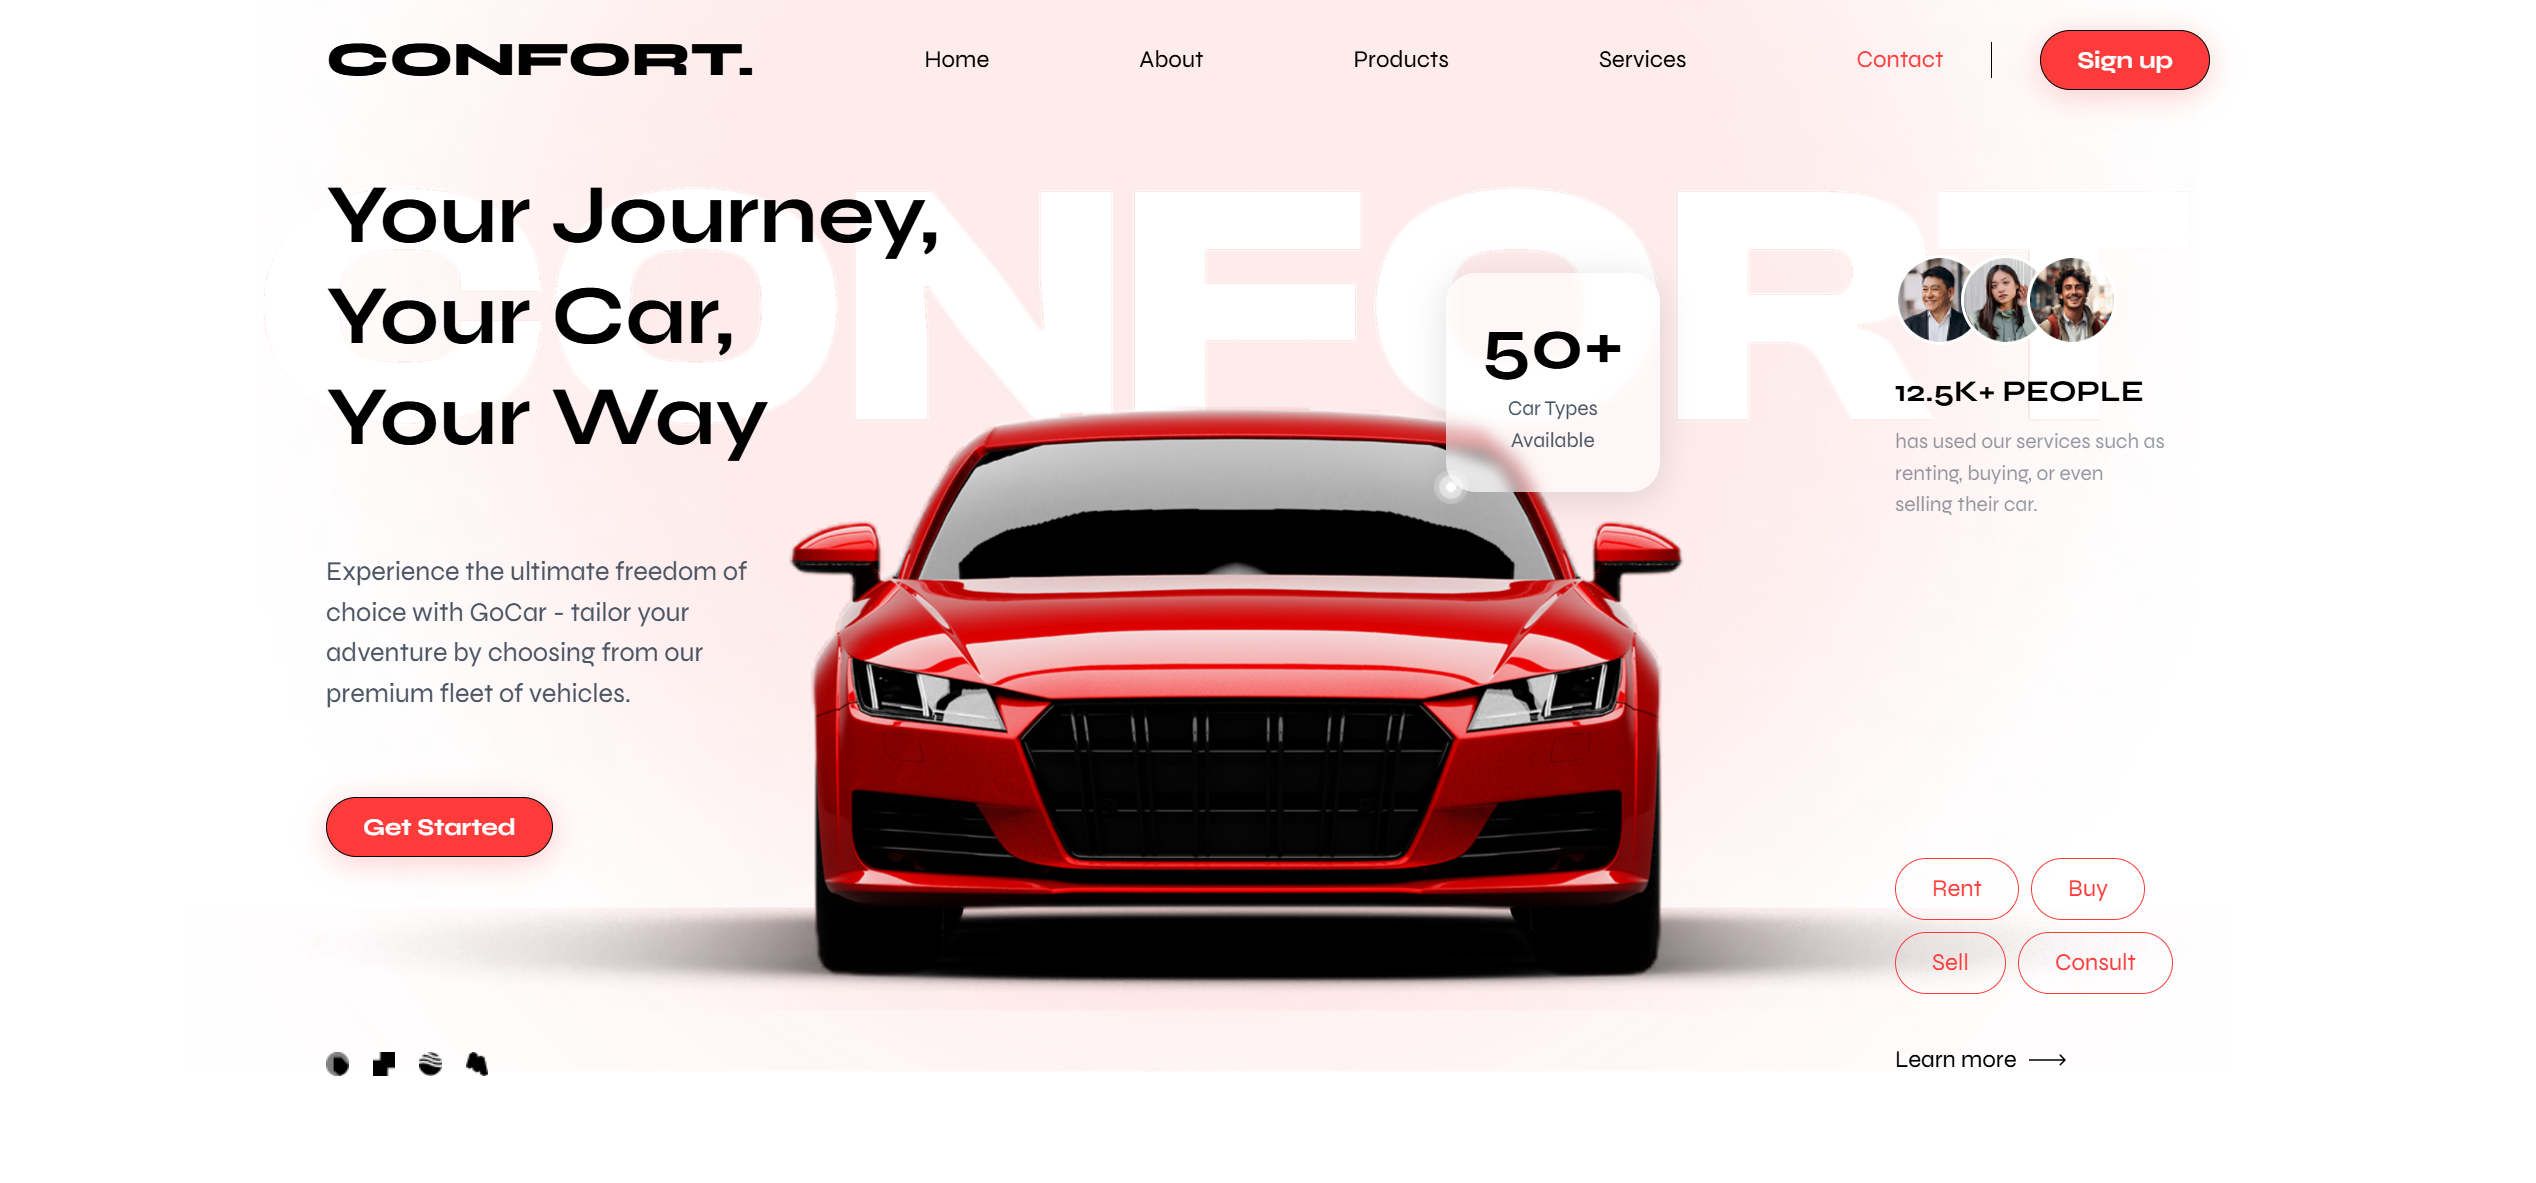 CONFORT.
Home
About
Products
Services
Contact
Sign up
CONFORT
Your Journey,
Your Car,
Your Way
50+
Car Types
Available
12.5K+ PEOPLE
has used our services such as
renting, buying, or even
selling their car.
Experience the ultimate freedom of
choice with GoCar - tailor your
adventure by choosing from our
premium fleet of vehicles.
Get Started
Rent
Buy
Sell
Consult
Learn more